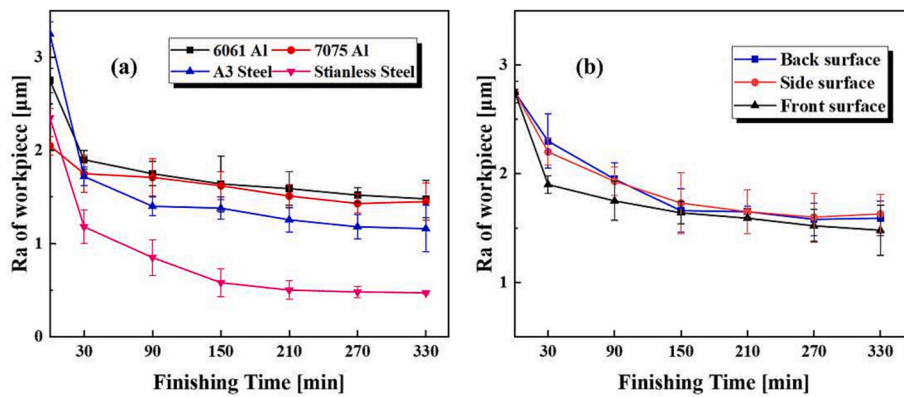 (a)
6061 Al 7075 Al
A3 Steel Stianless Steel
Ra of workpiece [μm]
3
2
1
0
30 90 150 210 270 330
Finishing Time [min]
(b)
Back surface
Side surface
Front surface
Ra of workpiece [μm]
3
2
1
30 90 150 210 270 330
Finishing Time [min]